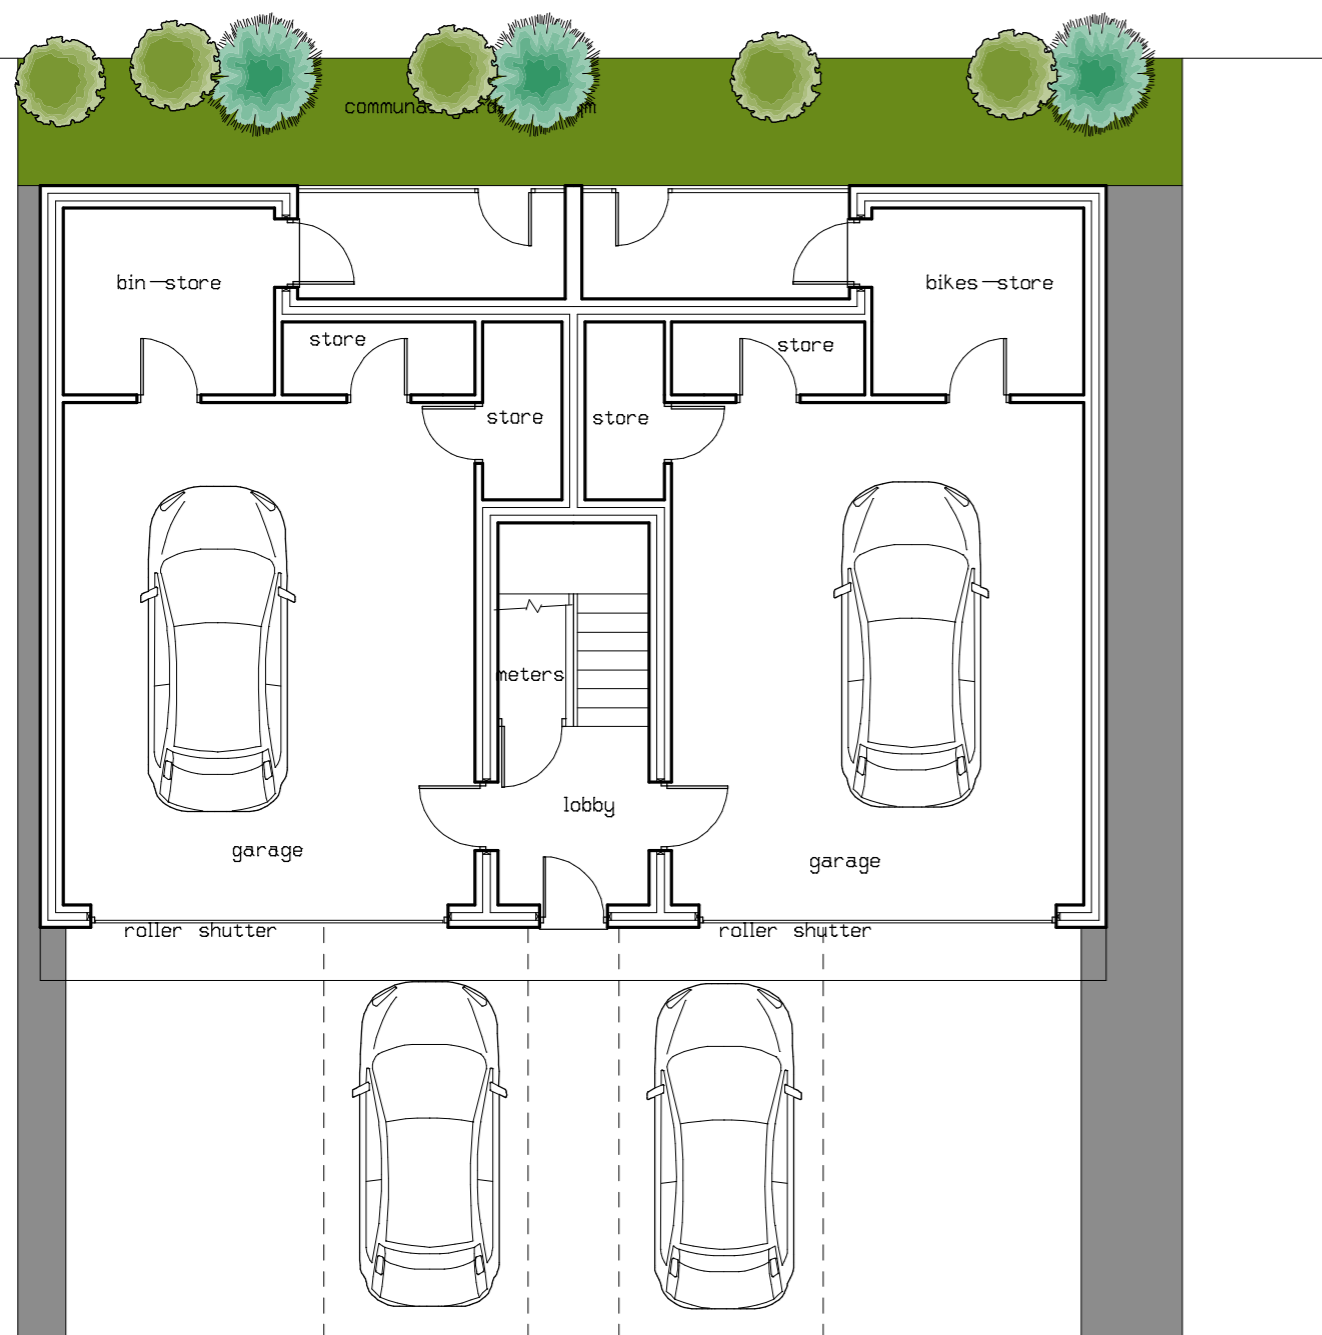 bin-store
bikes-store
store
store
store
store
meters
lobby
garage
garage
roller shutter
roller shutter